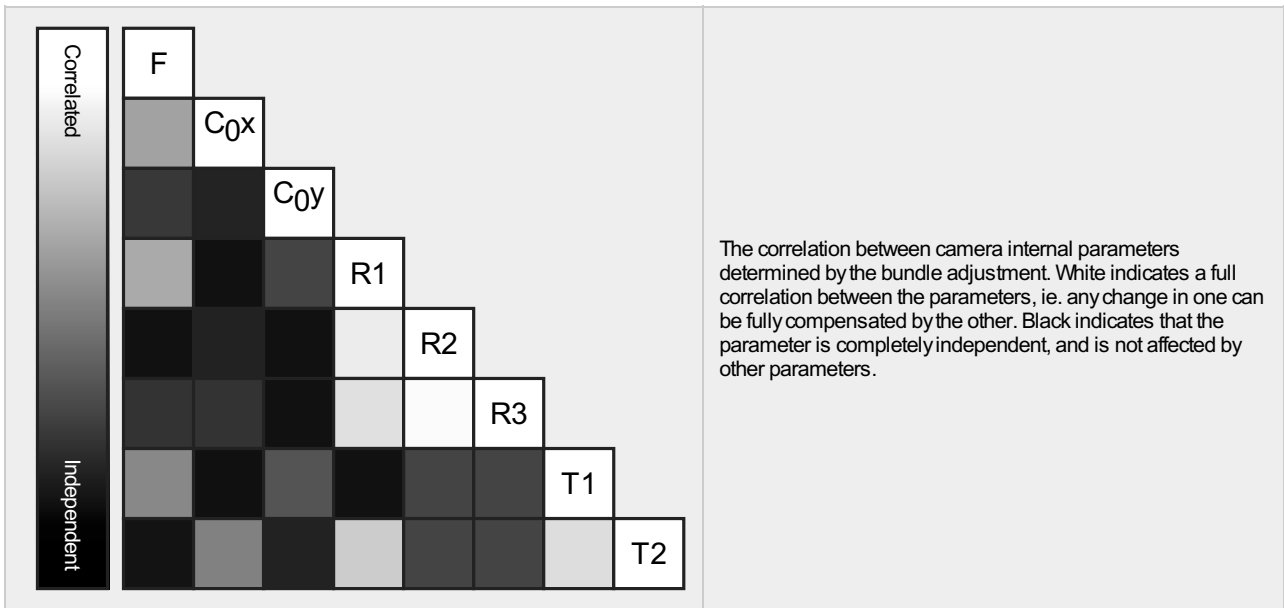 Correlated
Independent
F
C0x
C0y
R1
R2
R3
T1
T2
The correlation between camera internal parameters
determined by the bundle adjustment. White indicates a full
correlation between the parameters, ie. any change in one can
be fully compensated by the other. Black indicates that the
parameter is completely independent, and is not affected by
other parameters.